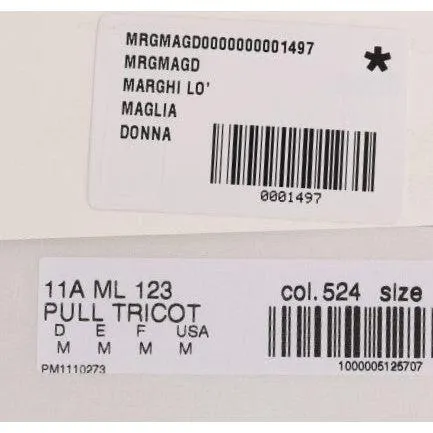 MRGMAGD0000000001497
MRGMAGD
MARGHI LO'
MAGLIA
DONNA
*
0001497
11A ML 123
PULL TRICOT
D E F USA
M M M M
PM1110273
col.524 size
1000005125707